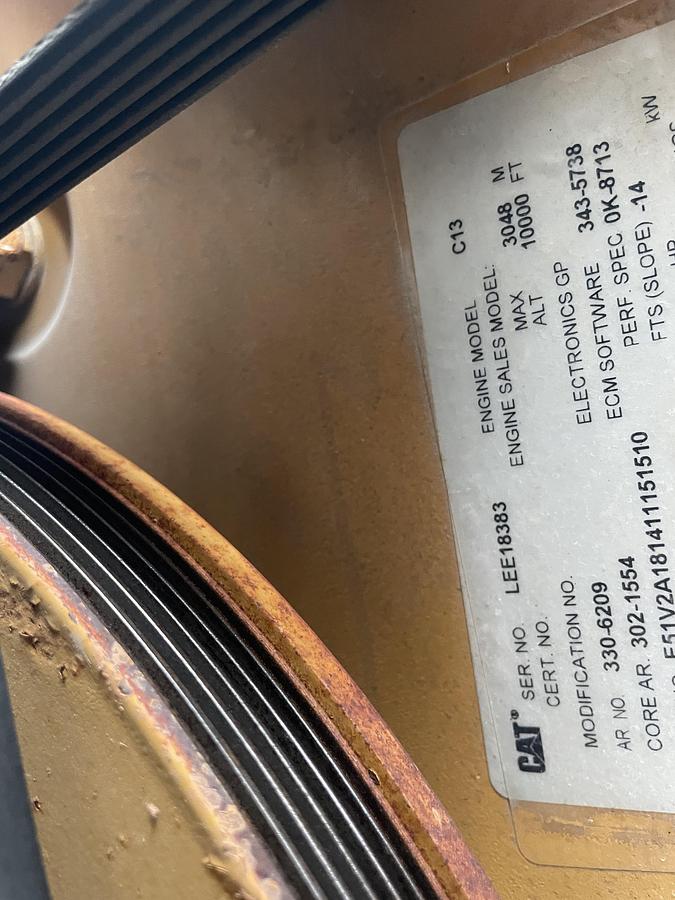 CAT® SER. NO. LEE18383 ENGINE MODEL C13
CERT. NO. ENGINE SALES MODEL:
MAX 3048 M
ALT 10000 FT
MODIFICATION NO.
AR NO. 330-6209 ELECTRONICS GP 343-5738
CORE AR. 302-1554 ECM SOFTWARE
PERF. SPEC 0K-8713
F51V2A181411151510 FTS (SLOPE) -14
HP kW